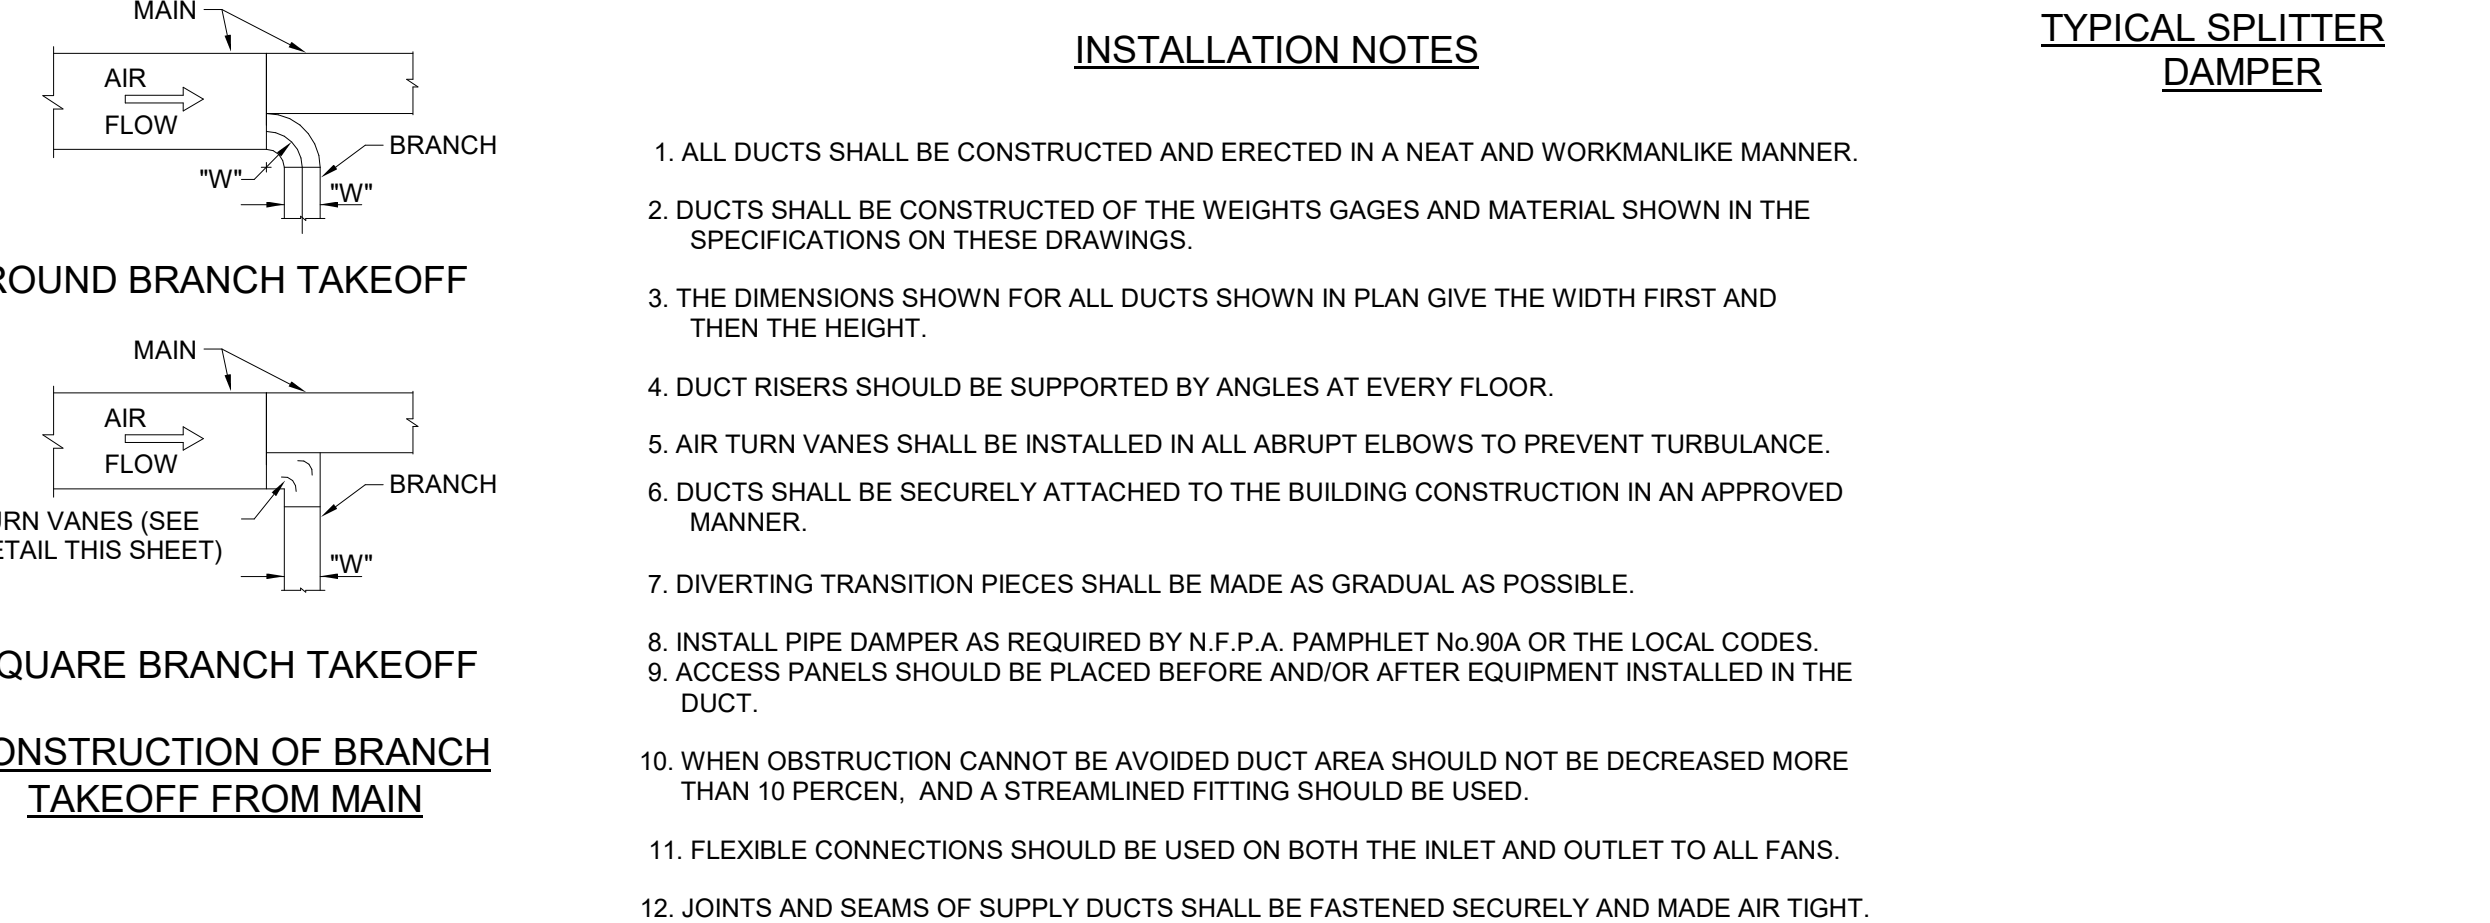 MAIN
AIR
FLOW
BRANCH
"W"
"W"
ROUND BRANCH TAKEOFF
MAIN
AIR
FLOW
BRANCH
URN VANES (SEE
ETAIL THIS SHEET)
"W"
QUARE BRANCH TAKEOFF
ONSTRUCTION OF BRANCH
TAKEOFF FROM MAIN
INSTALLATION NOTES
1. ALL DUCTS SHALL BE CONSTRUCTED AND ERECTED IN A NEAT AND WORKMANLIKE MANNER.
2. DUCTS SHALL BE CONSTRUCTED OF THE WEIGHTS GAGES AND MATERIAL SHOWN IN THE
SPECIFICATIONS ON THESE DRAWINGS.
3. THE DIMENSIONS SHOWN FOR ALL DUCTS SHOWN IN PLAN GIVE THE WIDTH FIRST AND
THEN THE HEIGHT.
4. DUCT RISERS SHOULD BE SUPPORTED BY ANGLES AT EVERY FLOOR.
5. AIR TURN VANES SHALL BE INSTALLED IN ALL ABRUPT ELBOWS TO PREVENT TURBULANCE.
6. DUCTS SHALL BE SECURELY ATTACHED TO THE BUILDING CONSTRUCTION IN AN APPROVED
MANNER.
7. DIVERTING TRANSITION PIECES SHALL BE MADE AS GRADUAL AS POSSIBLE.
8. INSTALL PIPE DAMPER AS REQUIRED BY N.F.P.A. PAMPHLET No.90A OR THE LOCAL CODES.
9. ACCESS PANELS SHOULD BE PLACED BEFORE AND/OR AFTER EQUIPMENT INSTALLED IN THE
DUCT.
10. WHEN OBSTRUCTION CANNOT BE AVOIDED DUCT AREA SHOULD NOT BE DECREASED MORE
THAN 10 PERCEN,  AND A STREAMLINED FITTING SHOULD BE USED.
11. FLEXIBLE CONNECTIONS SHOULD BE USED ON BOTH THE INLET AND OUTLET TO ALL FANS.
12. JOINTS AND SEAMS OF SUPPLY DUCTS SHALL BE FASTENED SECURELY AND MADE AIR TIGHT.
TYPICAL SPLITTER
DAMPER